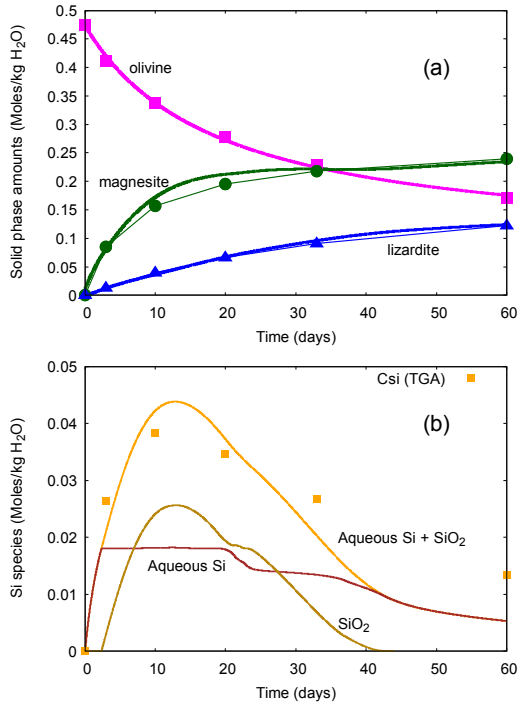 0.5
0.45
0.4
0.35
0.3
0.25
0.2
0.15
0.1
0.05
0
Solid phase amounts (Moles/kg H2O)
(a)
olivine
magnesite
lizardite
0 10 20 30 40 50 60
Time (days)
0.05
0.04
0.03
0.02
0.01
0
Si species (Moles/kg H2O)
Csi (TGA)
(b)
Aqueous Si + SiO2
Aqueous Si
SiO2
0 10 20 30 40 50 60
Time (days)